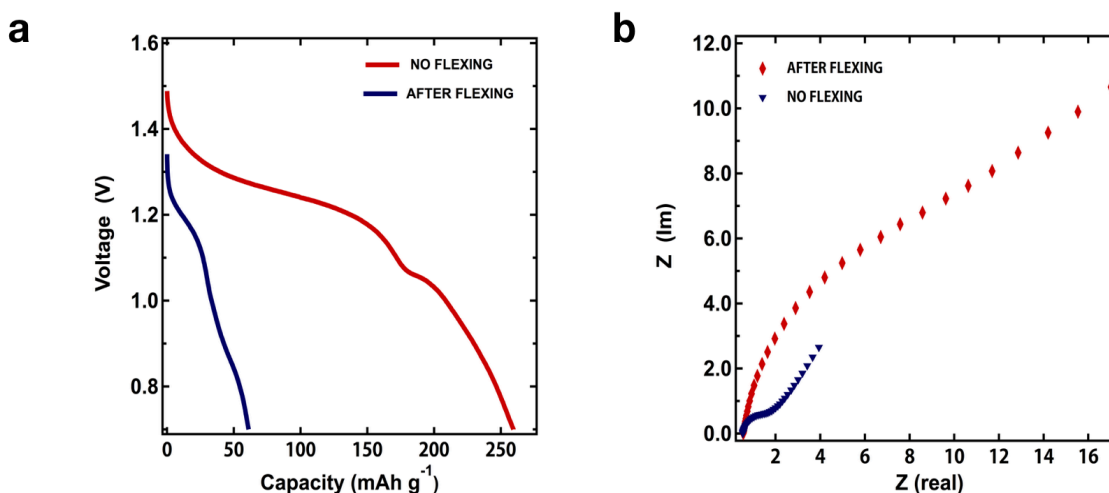 a
1.6
1.4
1.2
1.0
0.8
Voltage (V)
NO FLEXING
AFTER FLEXING
0
50
100
150
200
250
Capacity (mAh g⁻¹)
b
12.0
10.0
8.0
6.0
4.0
2.0
0.0
Z (Im)
AFTER FLEXING
NO FLEXING
2
4
6
8
10
12
14
16
Z (real)